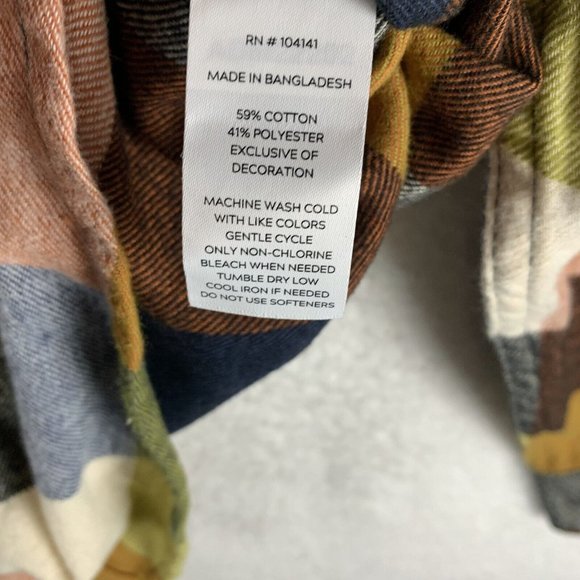 RN # 104141
MADE IN BANGLADESH
59% COTTON
41% POLYESTER
EXCLUSIVE OF
DECORATION
MACHINE WASH COLD
WITH LIKE COLORS
GENTLE CYCLE
ONLY NON-CHLORINE
BLEACH WHEN NEEDED
TUMBLE DRY LOW
COOL IRON IF NEEDED
DO NOT USE SOFTENERS